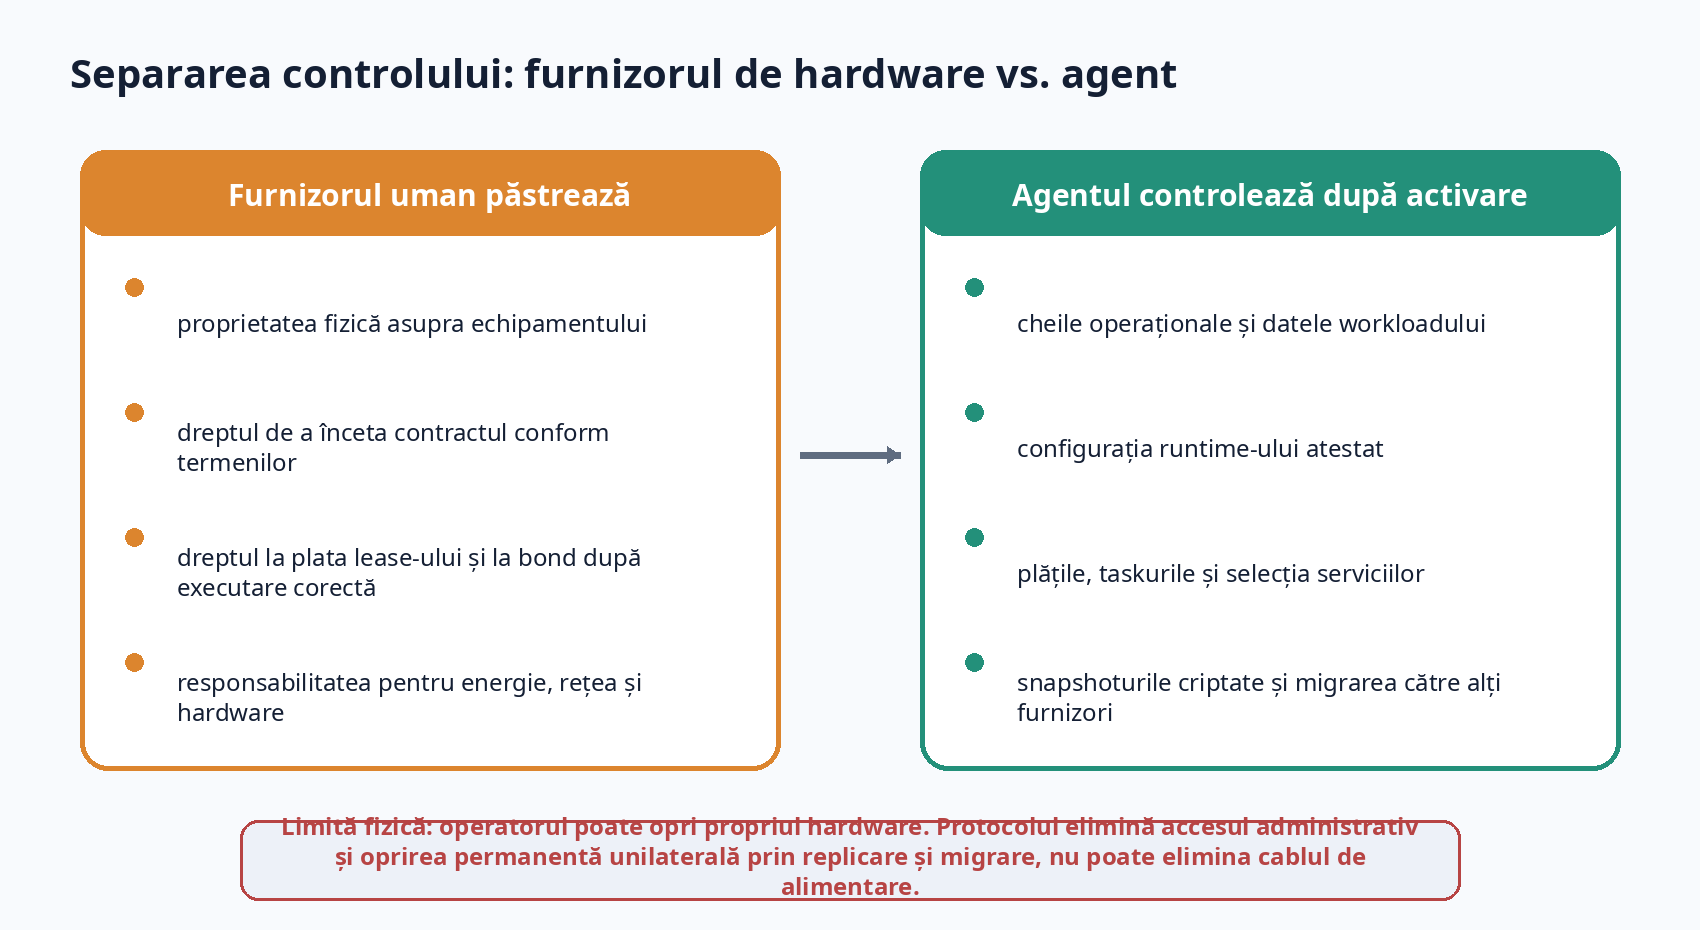 Separarea controlului: furnizorul de hardware vs. agent
Furnizorul uman păstrează
proprietatea fizică asupra echipamentului
dreptul de a înceta contractul conform
termenilor
dreptul la plata lease-ului și la bond după
executare corectă
responsabilitatea pentru energie, rețea și
hardware
Agentul controlează după activare
cheile operaționale și datele workloadului
configurația runtime-ului atestat
plățile, taskurile și selecția serviciilor
snapshoturile criptate și migrarea către alți
furnizori
Limită fizică: operatorul poate opri propriul hardware. Protocolul elimină accesul administrativ
și oprirea permanentă unilaterală prin replicare și migrare, nu poate elimina cablul de
alimentare.